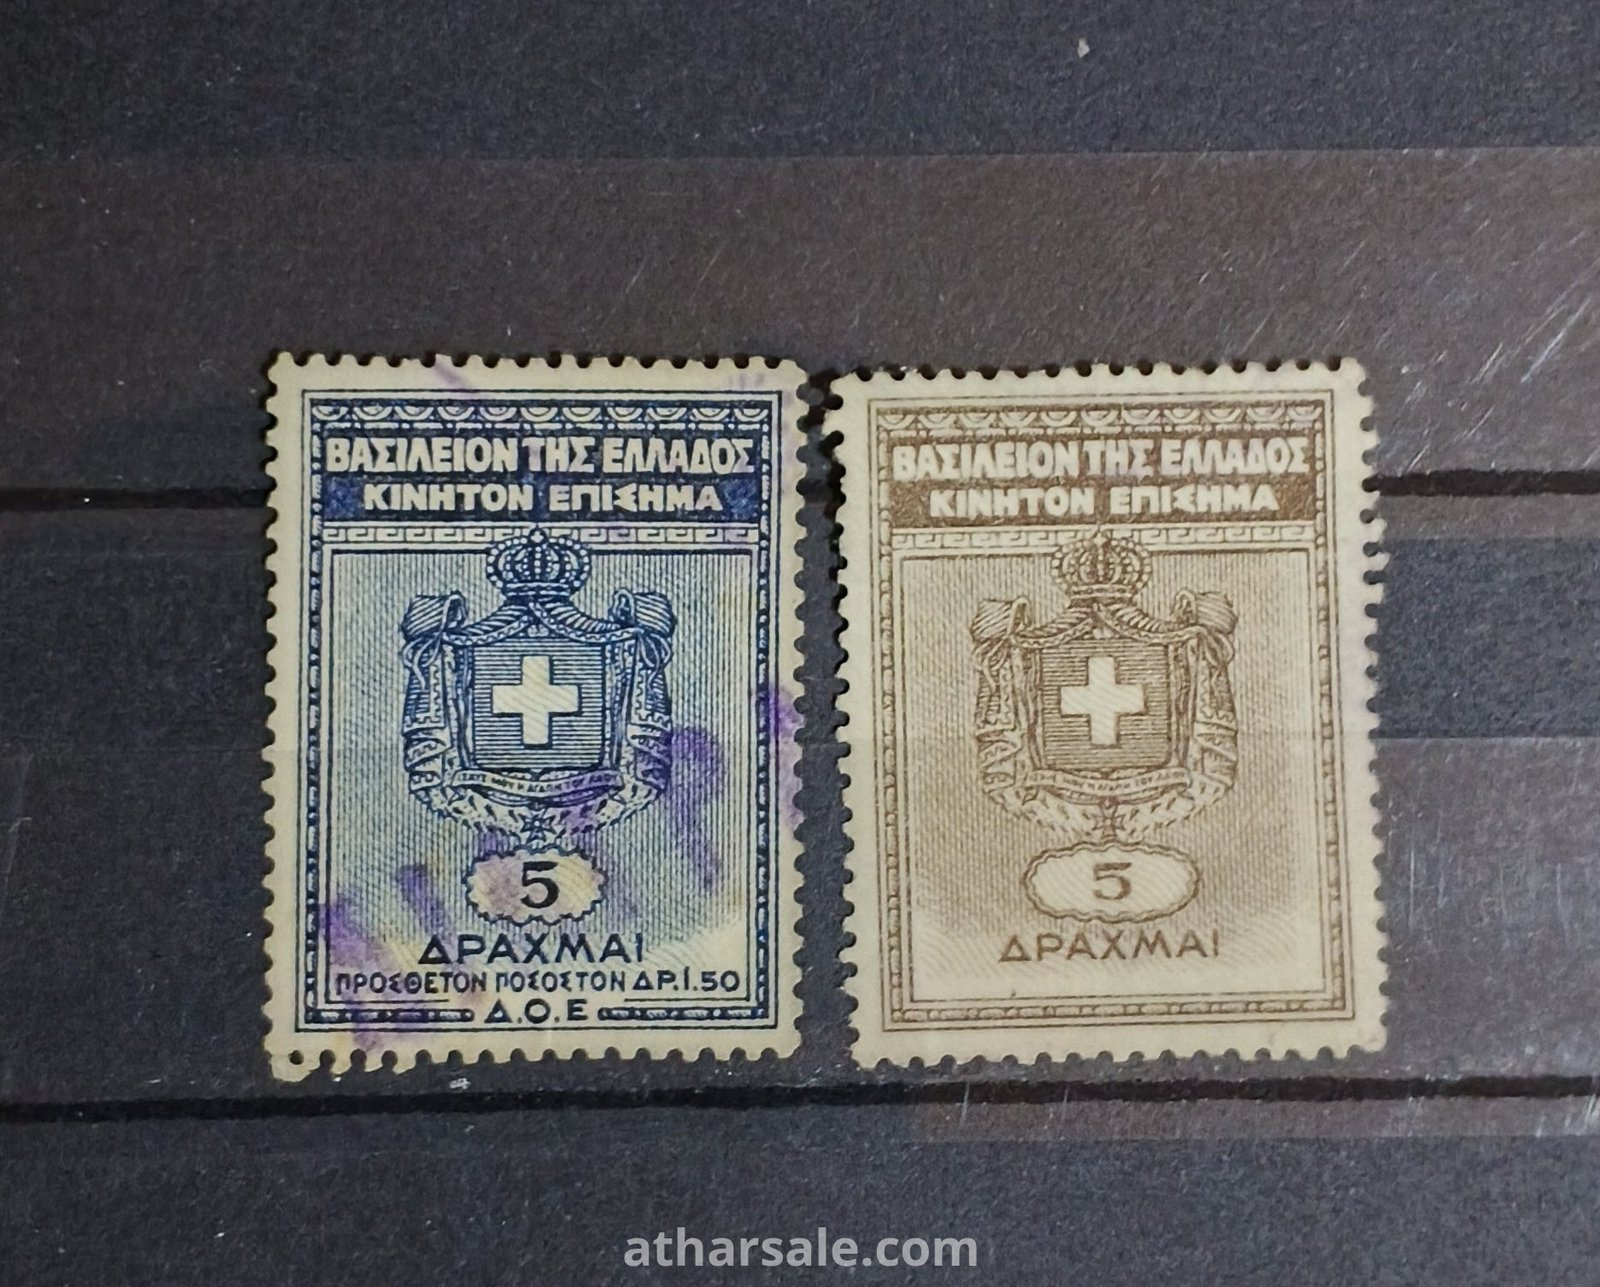 ΒΑΣΙΛΕΙΟΝ ΤΗΣ ΕΛΛΑΔΟΣ
ΚΙΝΗΤΟΝ ΕΠΙΣΗΜΑ
5
ΔΡΑΧΜΑΙ
ΠΡΟΣΘΕΤΟΝ ΠΟΣΟΣΤΟΝ ΔΡ.1.50
Δ.Ο.Ε
ΒΑΣΙΛΕΙΟΝ ΤΗΣ ΕΛΛΑΔΟΣ
ΚΙΝΗΤΟΝ ΕΠΙΣΗΜΑ
5
ΔΡΑΧΜΑΙ
atharsale.com